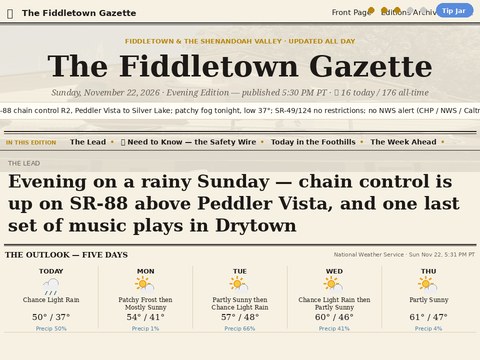 The Fiddletown Gazette
Front Page Editions Archiv Tip Jar
FIDDLETOWN & THE SHENANDOAH VALLEY · UPDATED ALL DAY
The Fiddletown Gazette
Sunday, November 22, 2026 · Evening Edition — published 5:30 PM PT · 16 today / 176 all-time
-88 chain control R2, Peddler Vista to Silver Lake; patchy fog tonight, low 37°; SR-49/124 no restrictions; no NWS alert (CHP / NWS / Caltr
IN THIS EDITION The Lead • Need to Know — the Safety Wire • Today in the Foothills • The Week Ahead •
THE LEAD
Evening on a rainy Sunday — chain control is
up on SR-88 above Peddler Vista, and one last
set of music plays in Drytown
THE OUTLOOK — FIVE DAYS National Weather Service · Sun Nov 22, 5:31 PM PT
TODAY MON TUE WED THU
Chance Light Rain
Patchy Frost then
Mostly Sunny
Partly Sunny then
Chance Light Rain
Chance Light Rain then
Partly Sunny
Partly Sunny
50° / 37° 54° / 41° 57° / 48° 60° / 46° 61° / 47°
Precip 50% Precip 1% Precip 66% Precip 41% Precip 4%